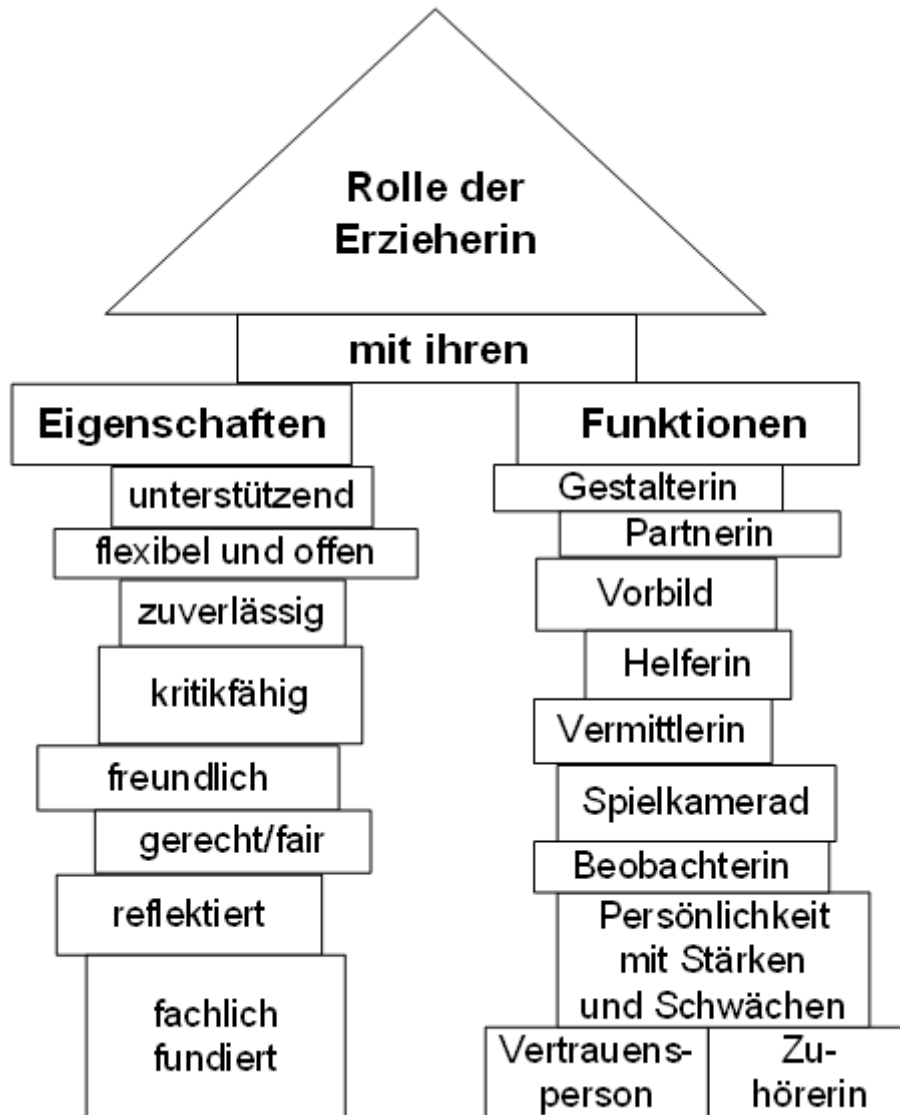 Rolle der
Erzieherin
mit ihren
Eigenschaften
unterstützend
flexibel und offen
zuverlässig
kritikfähig
freundlich
gerecht/fair
reflektiert
fachlich
fundiert
Funktionen
Gestalterin
Partnerin
Vorbild
Helferin
Vermittlerin
Spielkamerad
Beobachterin
Persönlichkeit
mit Stärken
und Schwächen
Vertrauens-
person
Zu-
hörerin